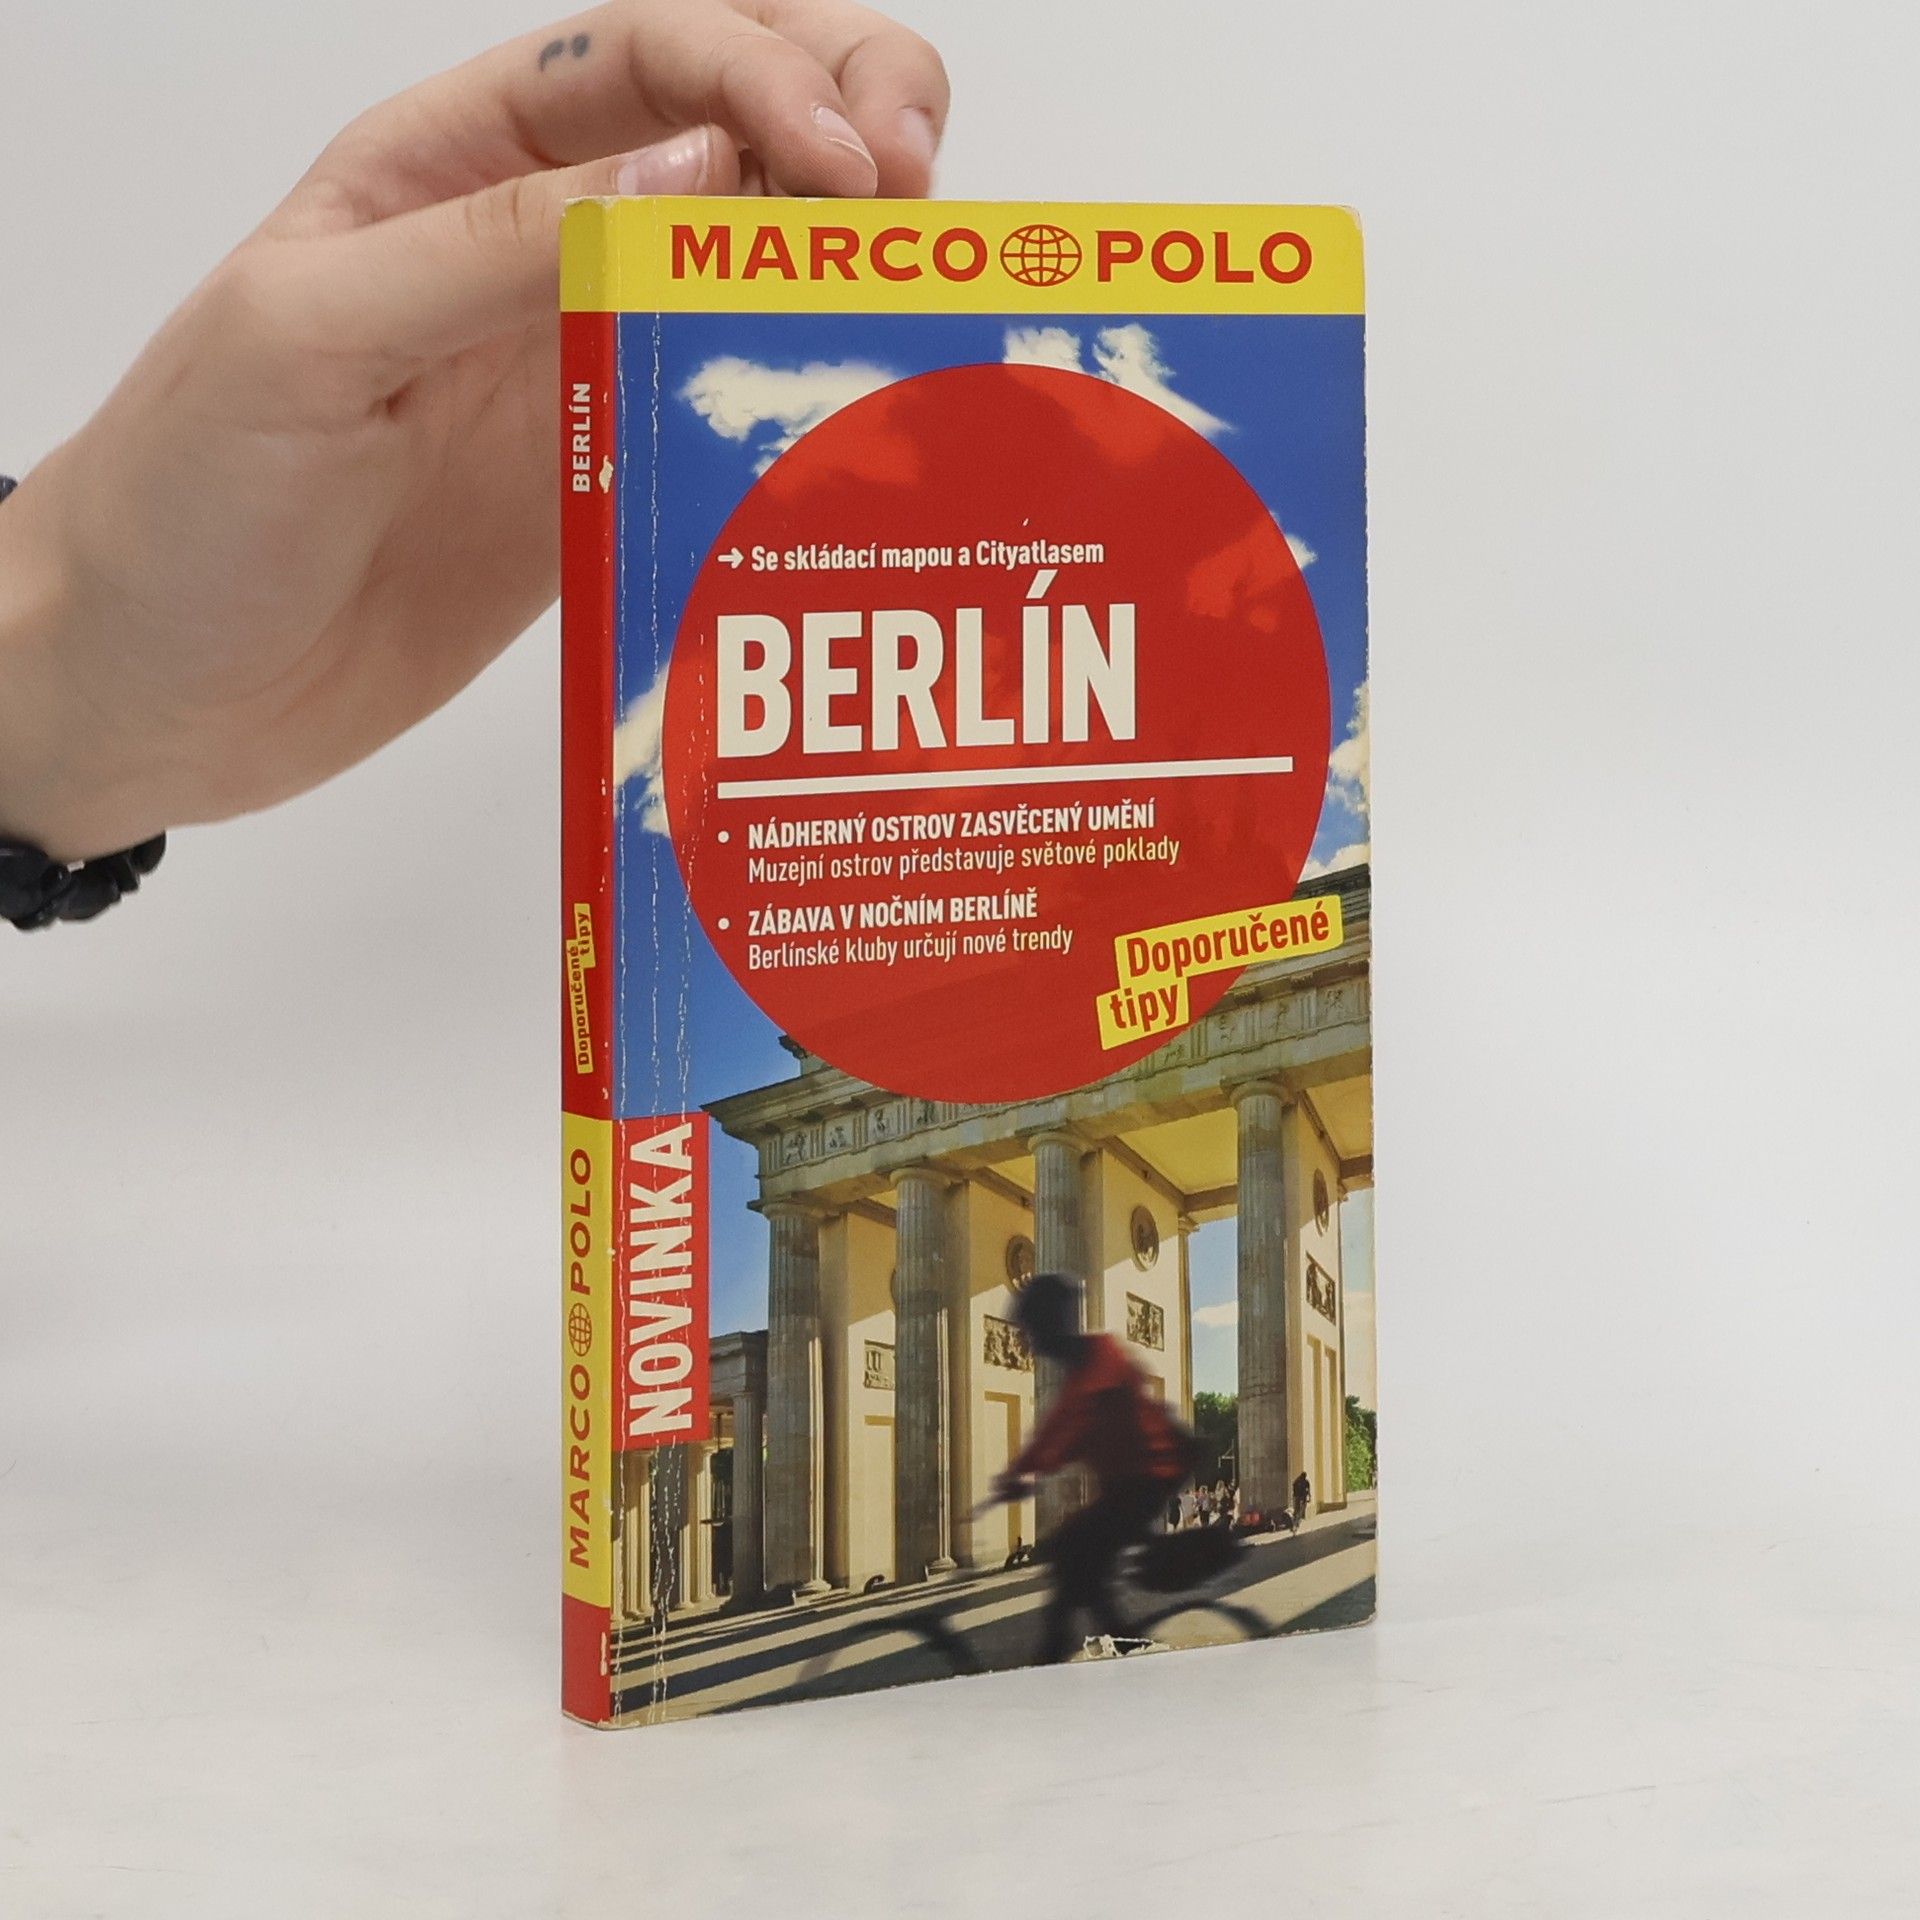 MARCO POLO
➔ Se skládací mapou a Cityatlasem
BERLÍN
• NÁDHERNÝ OSTROV ZASVĚCENÝ UMĚNÍ
Muzejní ostrov představuje světové poklady
• ZÁBAVA V NOČNÍM BERLÍNĚ
Berlínské kluby určují nové trendy
Doporučené
tipy
NOVINKA
BERLÍN
Doporučené
tipy
MARCO POLO